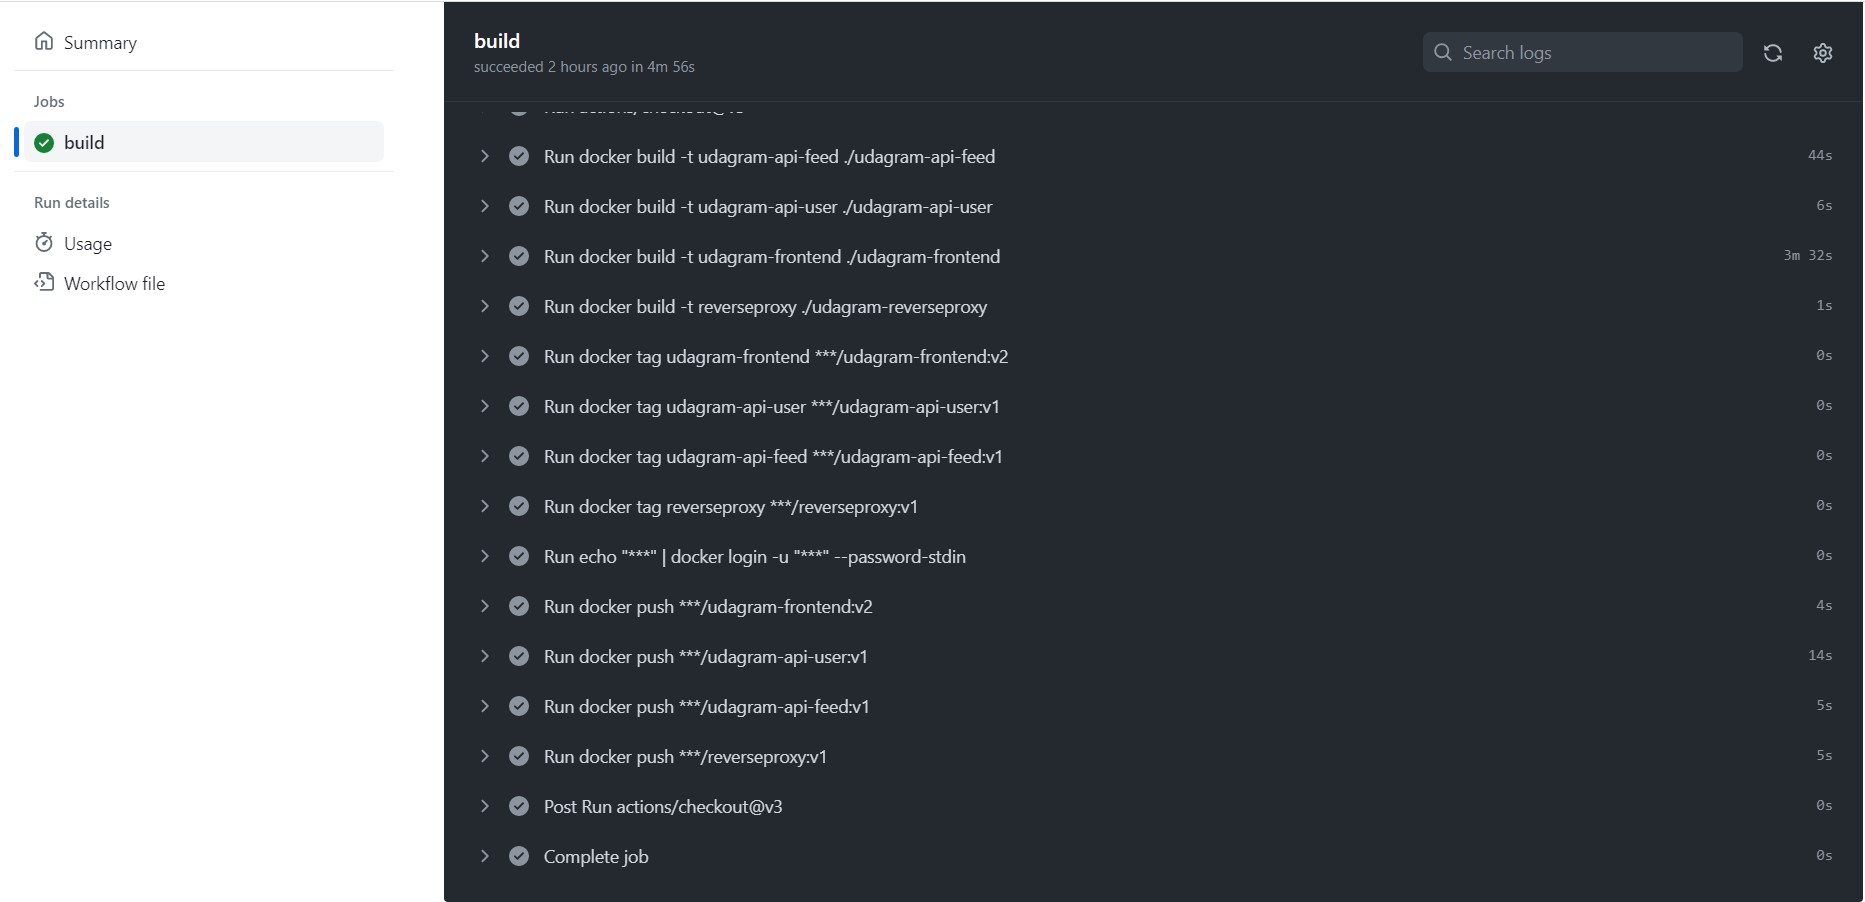 Summary
Jobs
build
Run details
Usage
Workflow file
build
succeeded 2 hours ago in 4m 56s
Search logs
Run docker build -t udagram-api-feed ./udagram-api-feed 44s
Run docker build -t udagram-api-user ./udagram-api-user 6s
Run docker build -t udagram-frontend ./udagram-frontend 3m 32s
Run docker build -t reverseproxy ./udagram-reverseproxy 1s
Run docker tag udagram-frontend ***/udagram-frontend:v2 0s
Run docker tag udagram-api-user ***/udagram-api-user:v1 0s
Run docker tag udagram-api-feed ***/udagram-api-feed:v1 0s
Run docker tag reverseproxy ***/reverseproxy:v1 0s
Run echo "***" | docker login -u "***" --password-stdin 0s
Run docker push ***/udagram-frontend:v2 4s
Run docker push ***/udagram-api-user:v1 14s
Run docker push ***/udagram-api-feed:v1 5s
Run docker push ***/reverseproxy:v1 5s
Post Run actions/checkout@v3 0s
Complete job 0s